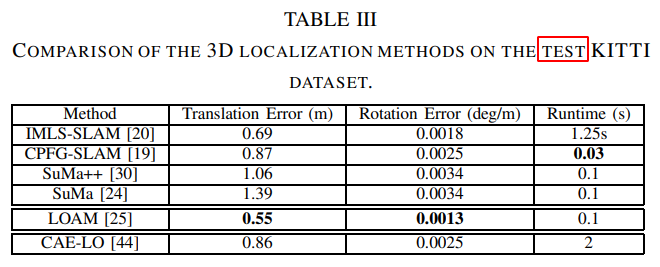 TABLE III
COMPARISON OF THE 3D LOCALIZATION METHODS ON THE TEST KITTI
DATASET.
Method Translation Error (m) Rotation Error (deg/m) Runtime (s)
IMLS-SLAM [20] 0.69 0.0018 1.25s
CPFG-SLAM [19] 0.87 0.0025 0.03
SuMa++ [30] 1.06 0.0034 0.1
SuMa [24] 1.39 0.0034 0.1
LOAM [25] 0.55 0.0013 0.1
CAE-LO [44] 0.86 0.0025 2